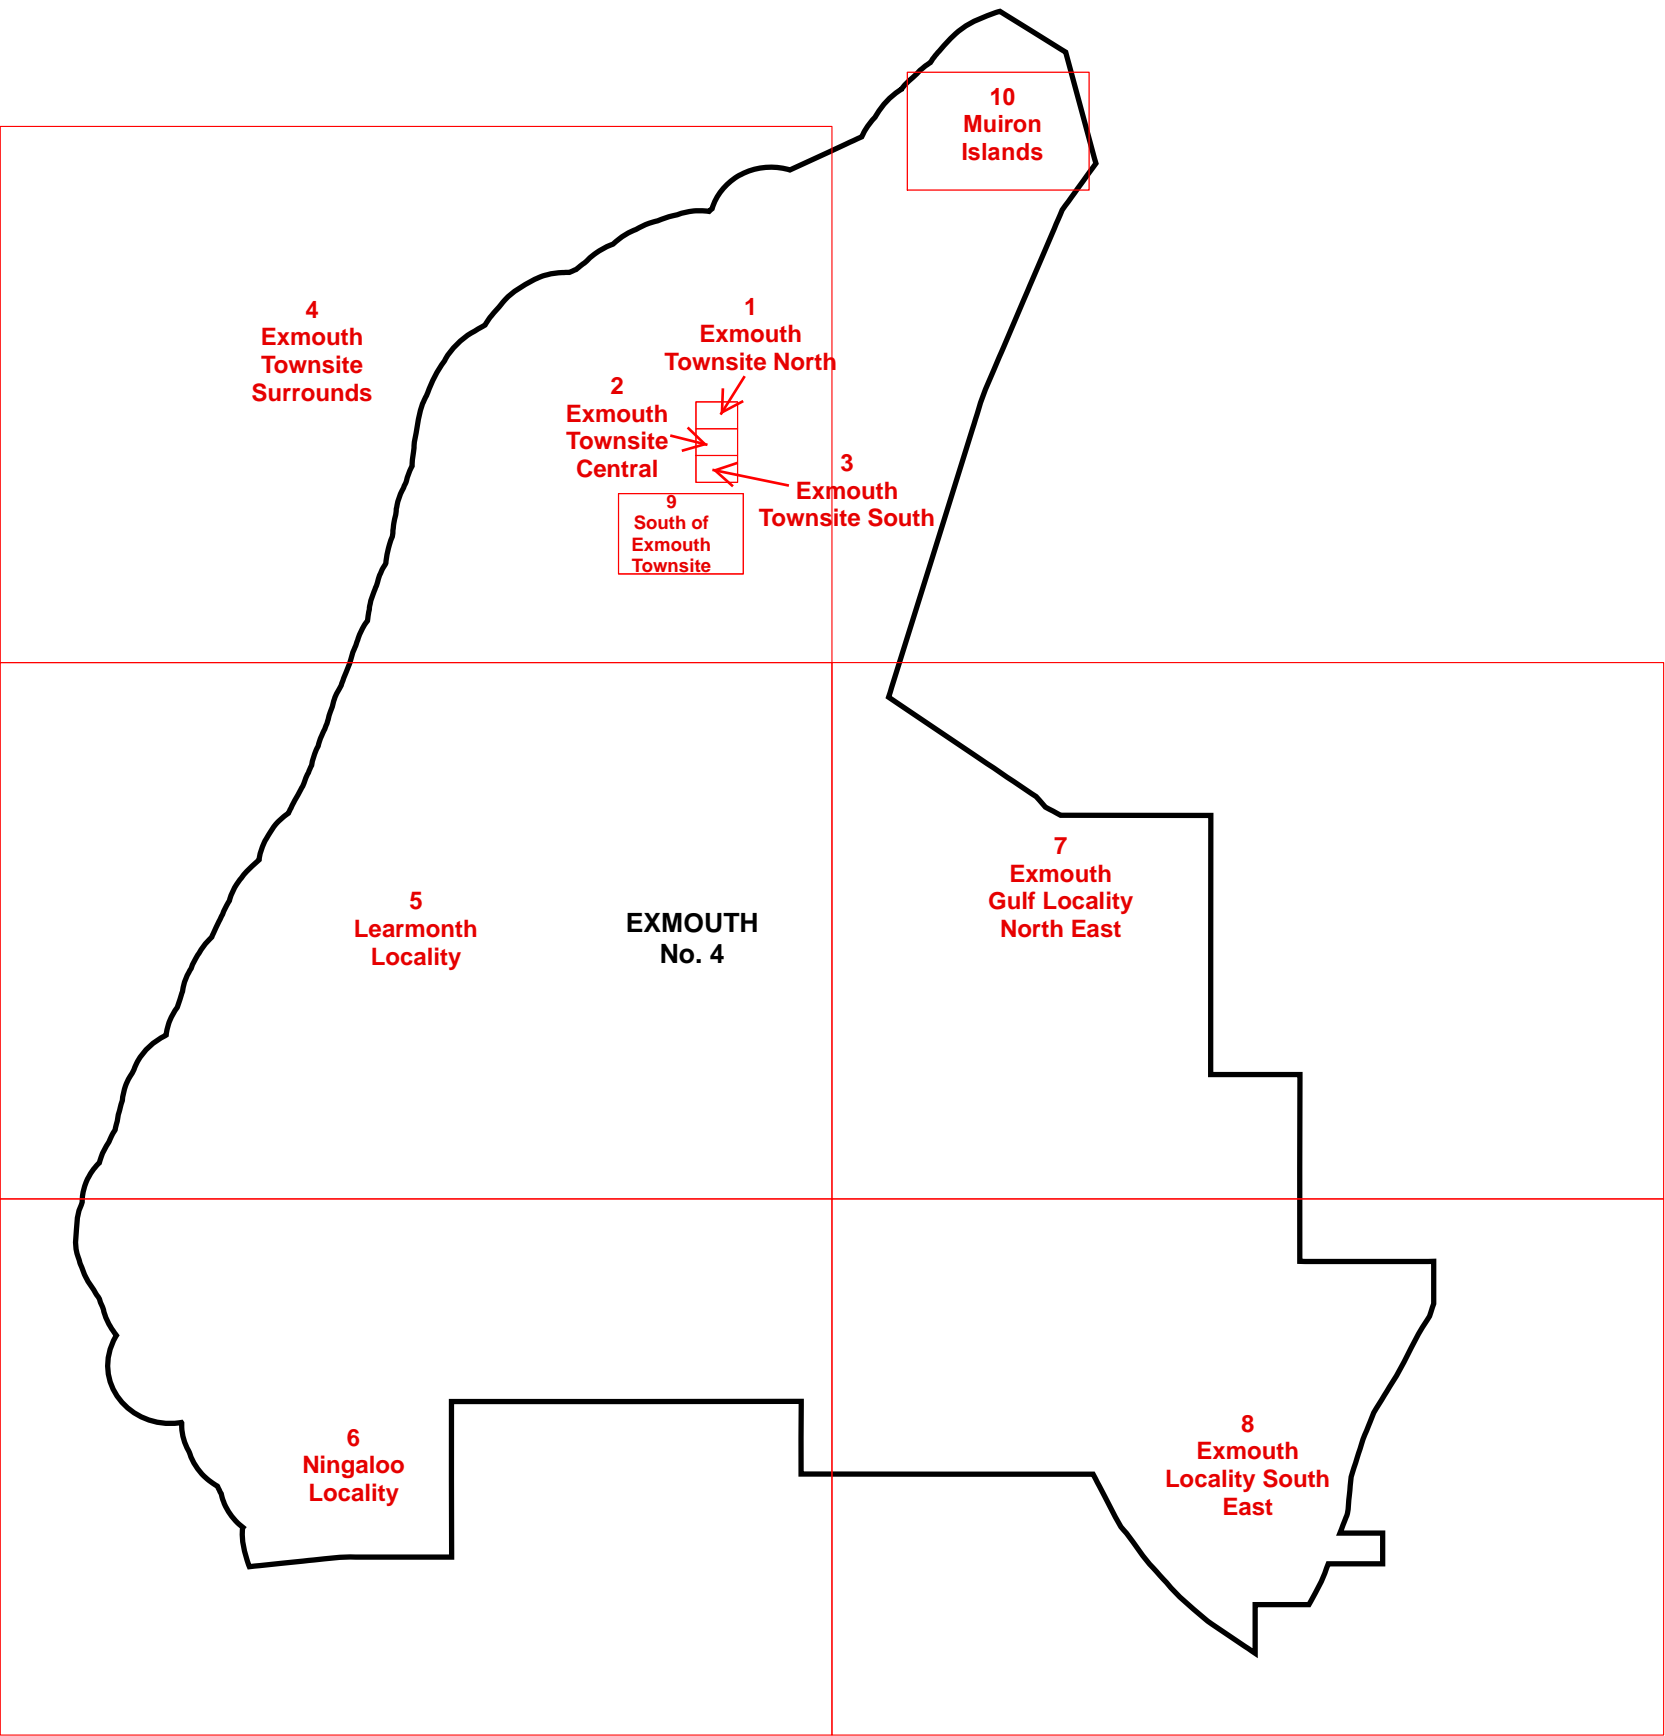 10
Muiron
Islands
4
Exmouth
Townsite
Surrounds
1
Exmouth
Townsite North
2
Exmouth
Townsite
Central
3
Exmouth
Townsite South
9
South of
Exmouth
Townsite
5
Learmonth
Locality
EXMOUTH
No. 4
7
Exmouth
Gulf Locality
North East
6
Ningaloo
Locality
8
Exmouth
Locality South
East